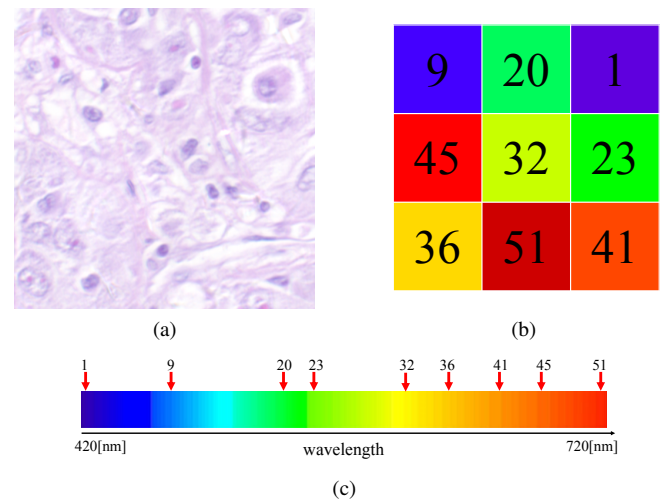 9 20 1
45 32 23
36 51 41
(a)
(b)
1 9 20 23 32 36 41 45 51
420[nm] wavelength 720[nm]
(c)